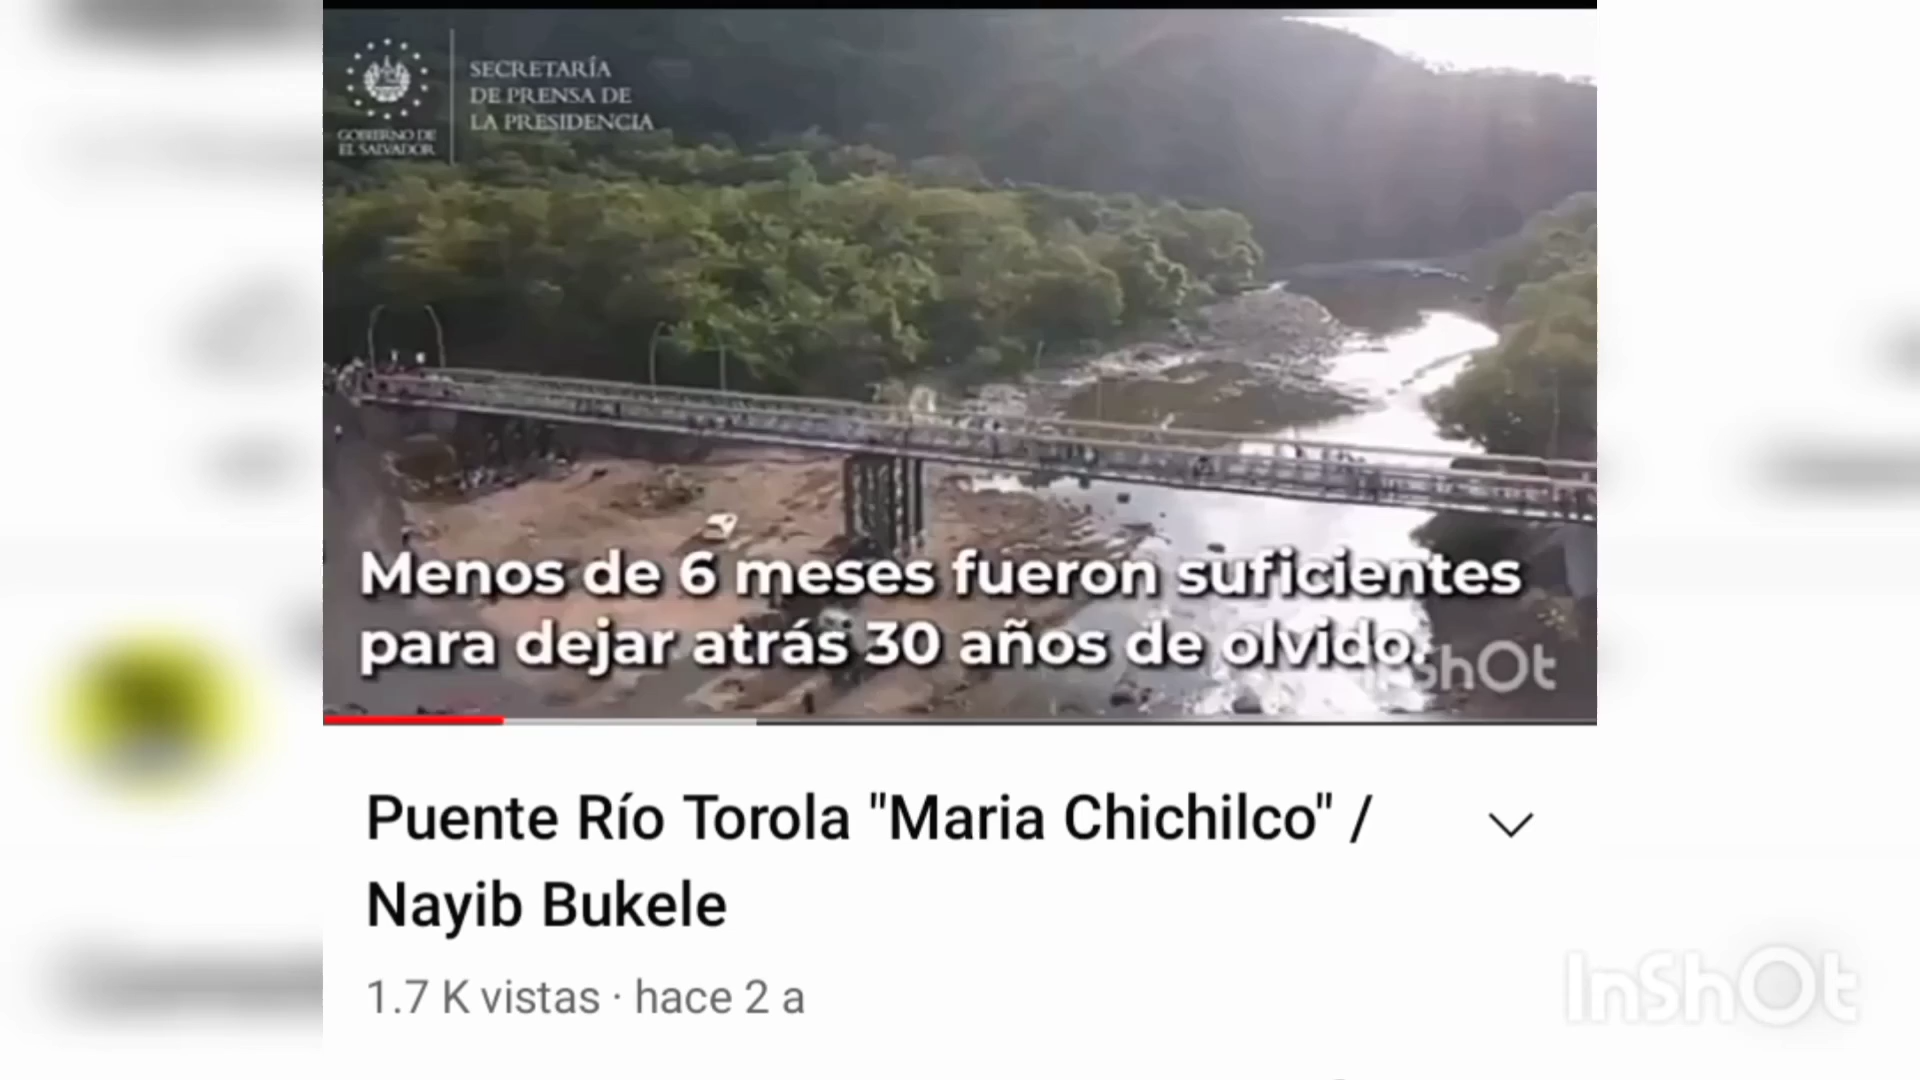 GOBIERNO DE
EL SALVADOR
SECRETARÍA
DE PRENSA DE
LA PRESIDENCIA
Menos de 6 meses fueron suficientes
para dejar atrás 30 años de olvido.
InShOt
Puente Río Torola "Maria Chichilco" /
Nayib Bukele
1.7 K vistas · hace 2 a
InShOt